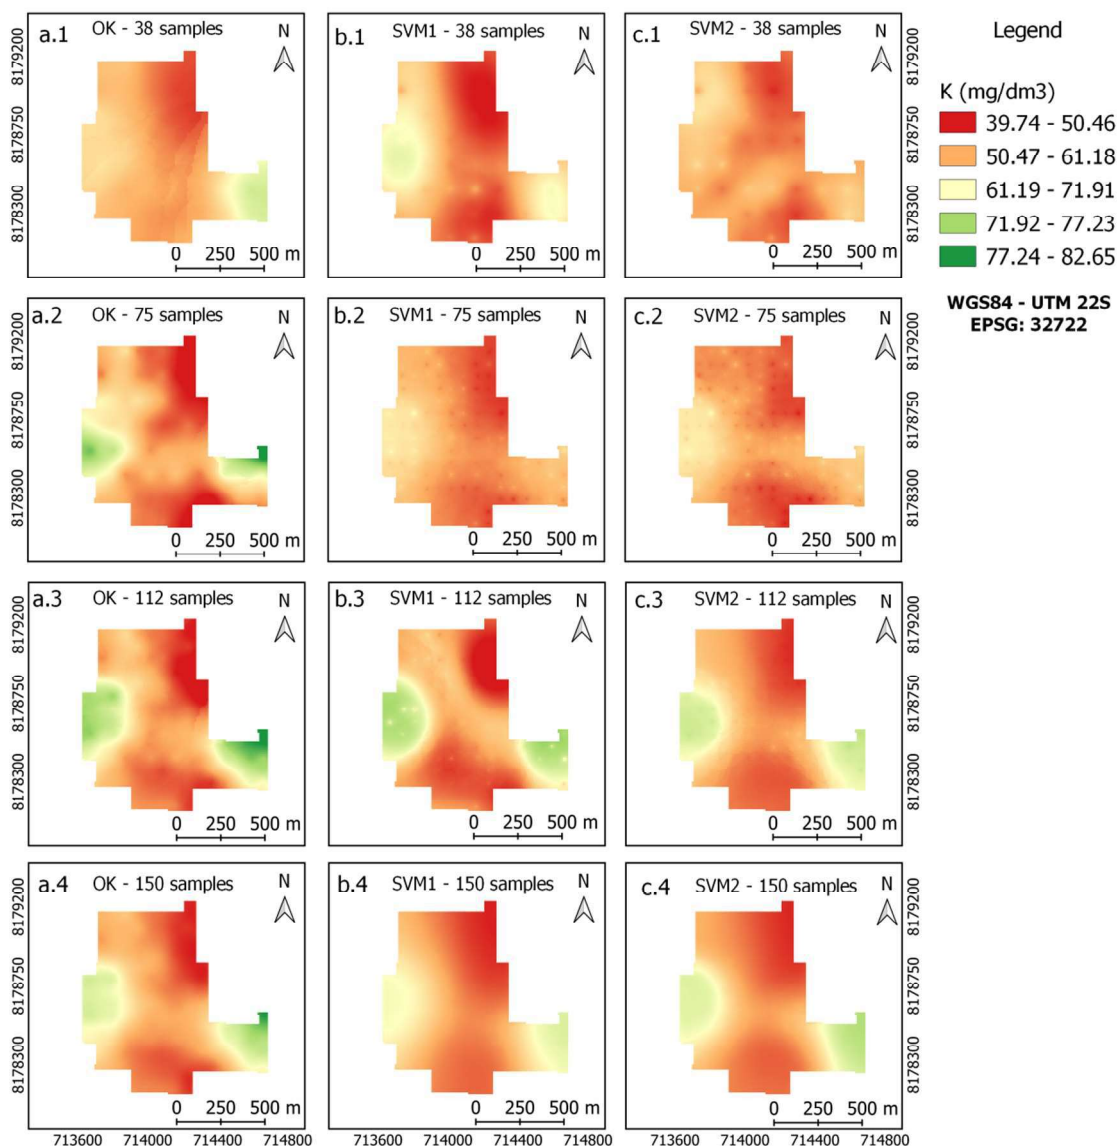 a.1 OK - 38 samples N
8179200
8178750
8178300
0 250 500 m
b.1 SVM1 - 38 samples N
0 250 500 m
c.1 SVM2 - 38 samples N
0 250 500 m
8179200
8178750
8178300
Legend
K (mg/dm3)
39.74 - 50.46
50.47 - 61.18
61.19 - 71.91
71.92 - 77.23
77.24 - 82.65
WGS84 - UTM 22S
EPSG: 32722
a.2 OK - 75 samples N
8179200
8178750
8178300
0 250 500 m
b.2 SVM1 - 75 samples N
0 250 500 m
c.2 SVM2 - 75 samples N
0 250 500 m
8179200
8178750
8178300
a.3 OK - 112 samples N
8179200
8178750
8178300
0 250 500 m
b.3 SVM1 - 112 samples N
0 250 500 m
c.3 SVM2 - 112 samples N
0 250 500 m
8179200
8178750
8178300
a.4 OK - 150 samples N
8179200
8178750
8178300
0 250 500 m
713600 714000 714400 714800
b.4 SVM1 - 150 samples N
0 250 500 m
713600 714000 714400 714800
c.4 SVM2 - 150 samples N
0 250 500 m
8179200
8178750
8178300
713600 714000 714400 714800